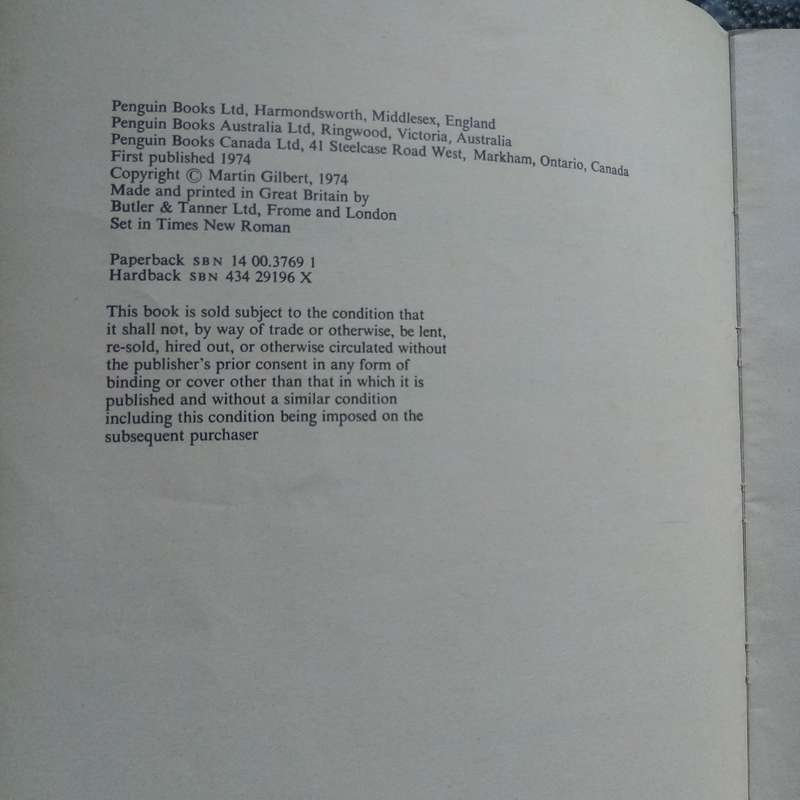 Penguin Books Ltd, Harmondsworth, Middlesex, England
Penguin Books Australia Ltd, Ringwood, Victoria, Australia
Penguin Books Canada Ltd, 41 Steelcase Road West, Markham, Ontario, Canada
First published 1974
Copyright © Martin Gilbert, 1974
Made and printed in Great Britain by
Butler & Tanner Ltd, Frome and London
Set in Times New Roman
Paperback SBN 14 00.3769 1
Hardback SBN 434 29196 X
This book is sold subject to the condition that
it shall not, by way of trade or otherwise, be lent,
re-sold, hired out, or otherwise circulated without
the publisher's prior consent in any form of
binding or cover other than that in which it is
published and without a similar condition
including this condition being imposed on the
subsequent purchaser